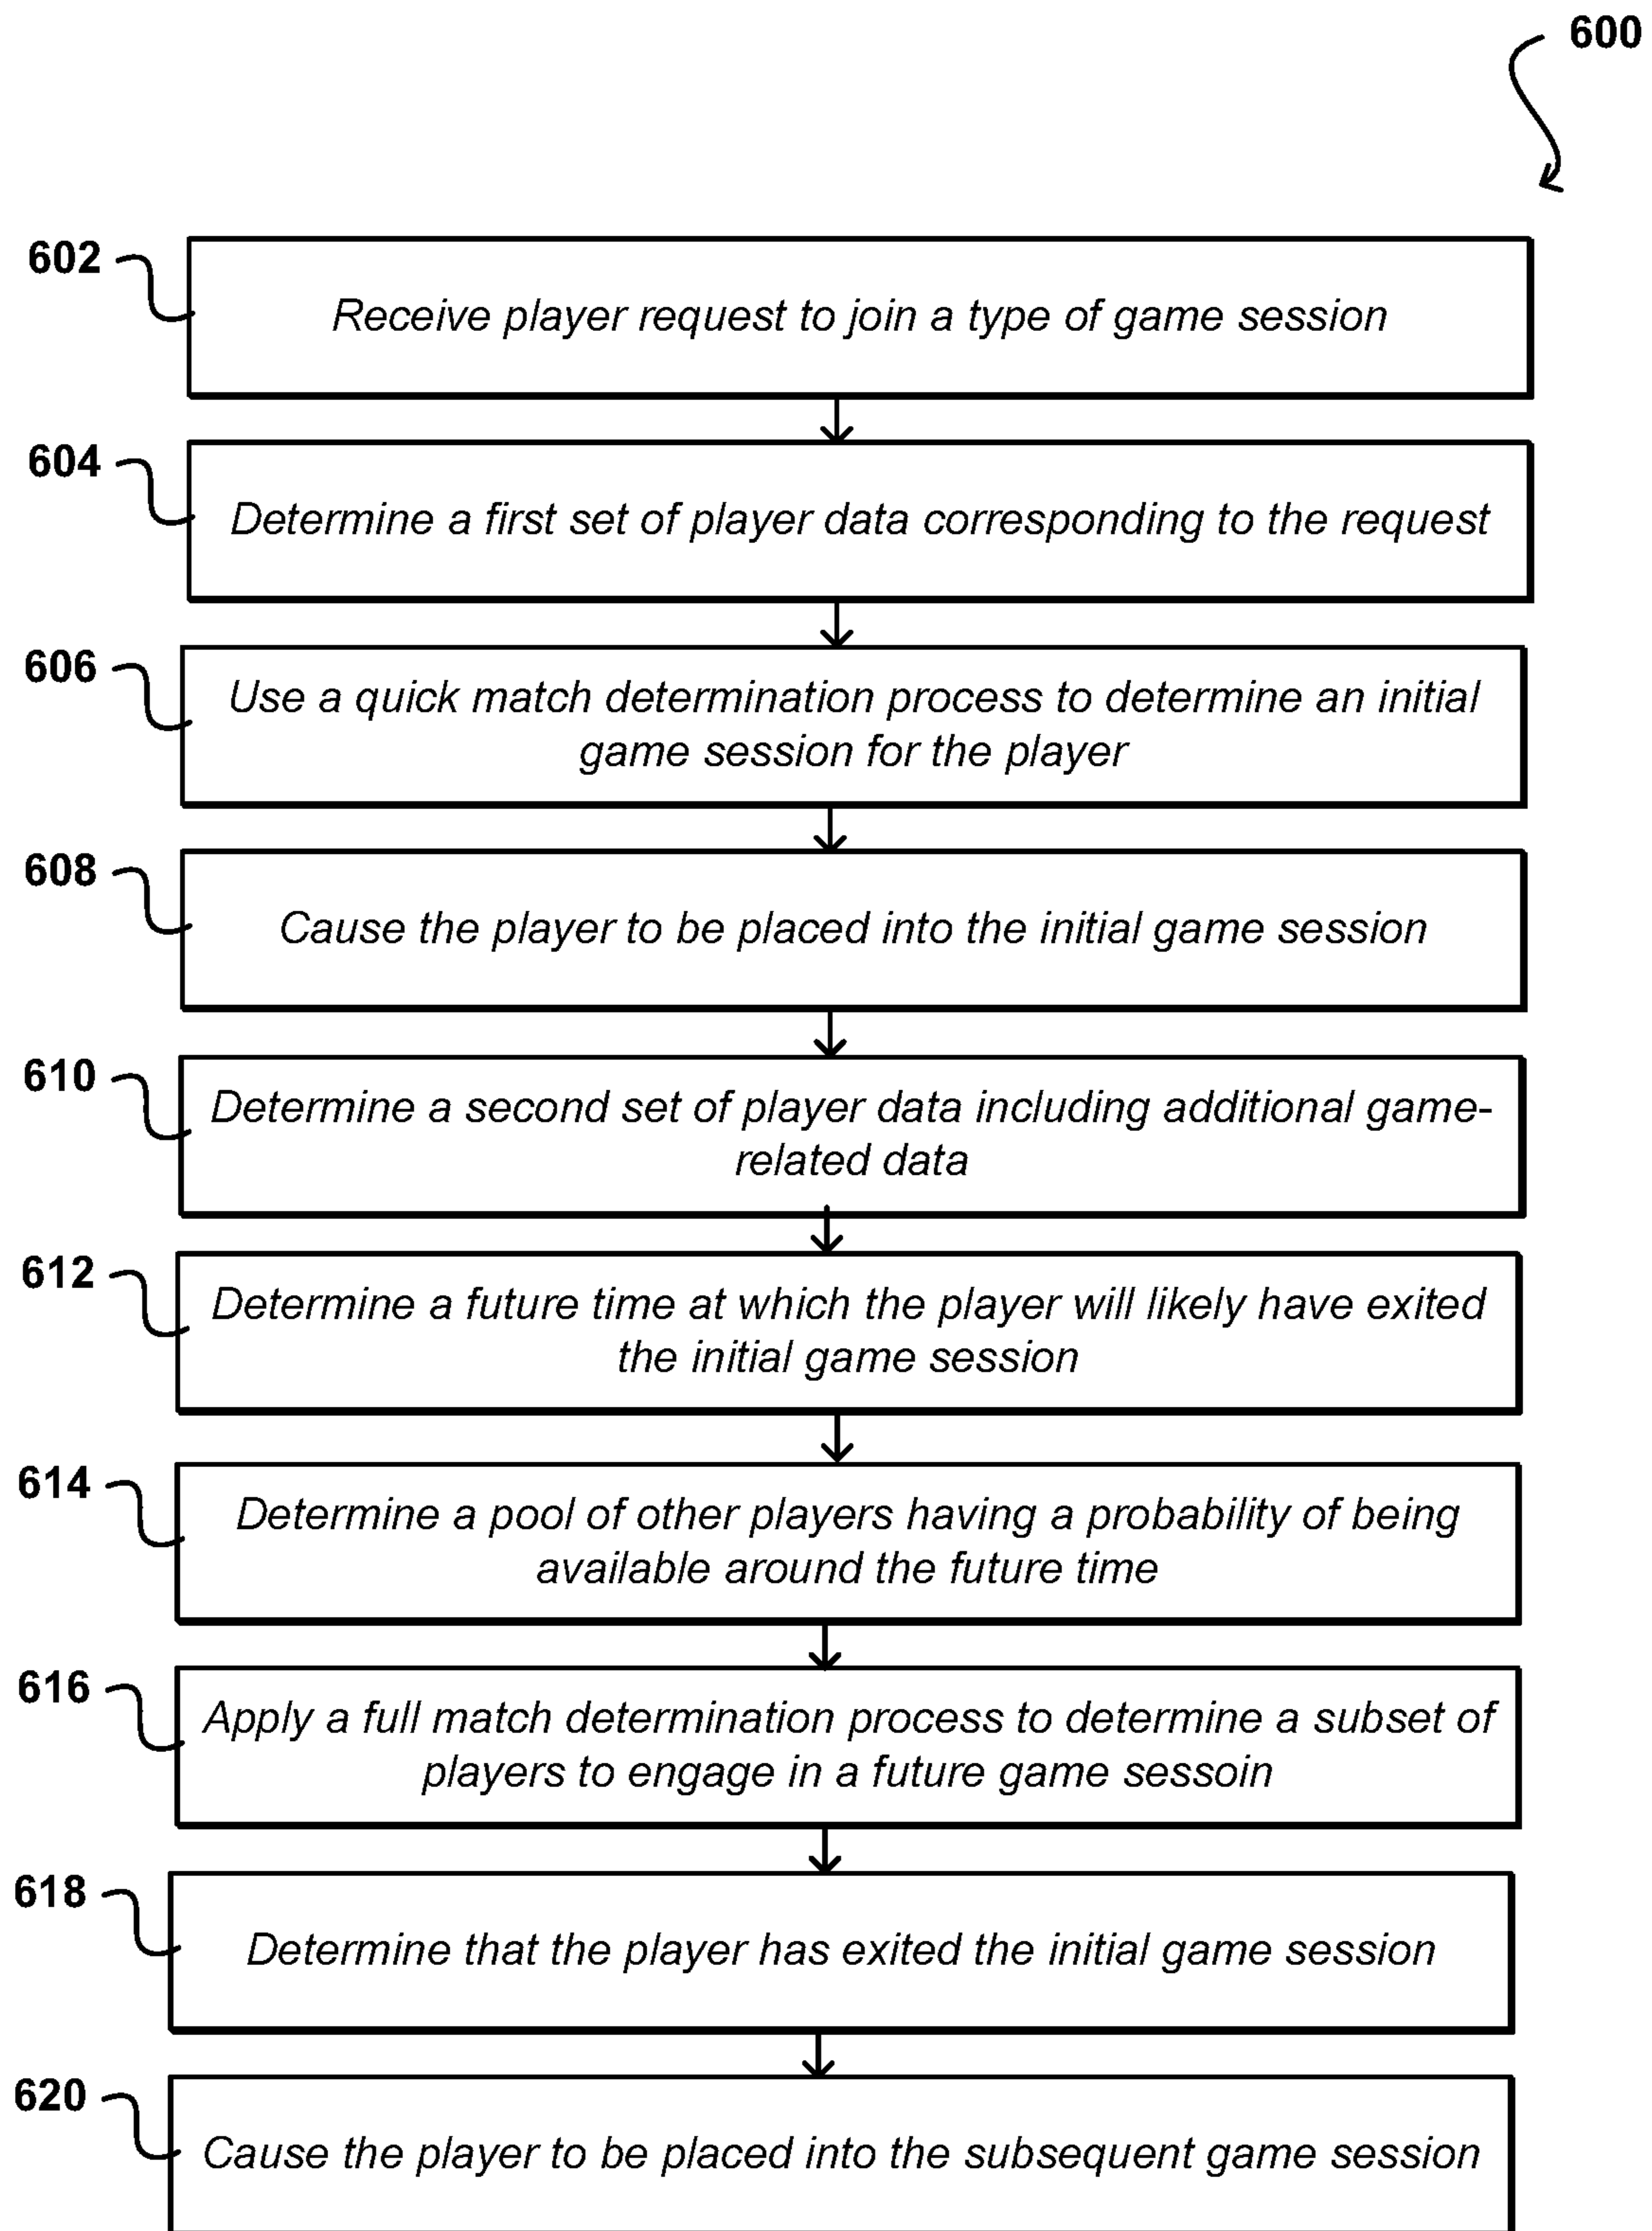 600
602
Receive player request to join a type of game session
604
Determine a first set of player data corresponding to the request
606
Use a quick match determination process to determine an initial
game session for the player
608
Cause the player to be placed into the initial game session
610
Determine a second set of player data including additional game-
related data
612
Determine a future time at which the player will likely have exited
the initial game session
614
Determine a pool of other players having a probability of being
available around the future time
616
Apply a full match determination process to determine a subset of
players to engage in a future game sessoin
618
Determine that the player has exited the initial game session
620
Cause the player to be placed into the subsequent game session